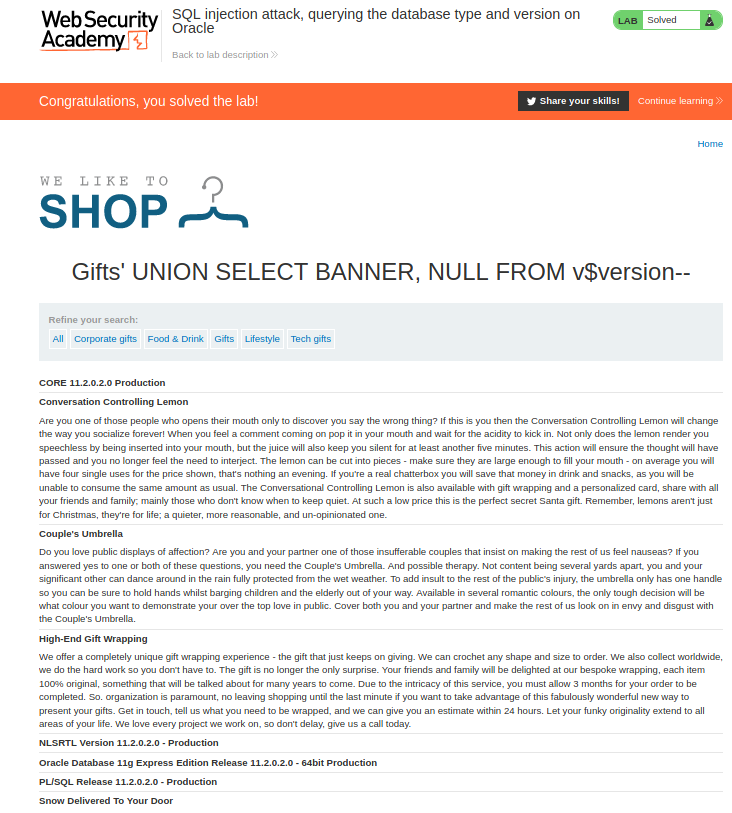 WebSecurity
Academy
SQL injection attack, querying the database type and version on
Oracle
Back to lab description
LAB Solved
Congratulations, you solved the lab!
Share your skills!
Continue learning
Home
WE LIKE TO
SHOP
Gifts' UNION SELECT BANNER, NULL FROM v$version--
Refine your search:
All Corporate gifts Food & Drink Gifts Lifestyle Tech gifts
CORE 11.2.0.2.0 Production
Conversation Controlling Lemon
Are you one of those people who opens their mouth only to discover you say the wrong thing? If this is you then the Conversation Controlling Lemon will change
the way you socialize forever! When you feel a comment coming on pop it in your mouth and wait for the acidity to kick in. Not only does the lemon render you
speechless by being inserted into your mouth, but the juice will also keep you silent for at least another five minutes. This action will ensure the thought will have
passed and you no longer feel the need to interject. The lemon can be cut into pieces - make sure they are large enough to fill your mouth - on average you will
have four single uses for the price shown, that's nothing an evening. If you're a real chatterbox you will save that money in drink and snacks, as you will be
unable to consume the same amount as usual. The Conversational Controlling Lemon is also available with gift wrapping and a personalized card, share with all
your friends and family; mainly those who don't know when to keep quiet. At such a low price this is the perfect secret Santa gift. Remember, lemons aren't just
for Christmas, they're for life; a quieter, more reasonable, and un-opinionated one.
Couple's Umbrella
Do you love public displays of affection? Are you and your partner one of those insufferable couples that insist on making the rest of us feel nauseas? If you
answered yes to one or both of these questions, you need the Couple's Umbrella. And possible therapy. Not content being several yards apart, you and your
significant other can dance around in the rain fully protected from the wet weather. To add insult to the rest of the public's injury, the umbrella only has one handle
so you can be sure to hold hands whilst barging children and the elderly out of your way. Available in several romantic colours, the only tough decision will be
what colour you want to demonstrate your over the top love in public. Cover both you and your partner and make the rest of us look on in envy and disgust with
the Couple's Umbrella.
High-End Gift Wrapping
We offer a completely unique gift wrapping experience - the gift that just keeps on giving. We can crochet any shape and size to order. We also collect worldwide,
we do the hard work so you don't have to. The gift is no longer the only surprise. Your friends and family will be delighted at our bespoke wrapping, each item
100% original, something that will be talked about for many years to come. Due to the intricacy of this service, you must allow 3 months for your order to be
completed. So. organization is paramount, no leaving shopping until the last minute if you want to take advantage of this fabulously wonderful new way to
present your gifts. Get in touch, tell us what you need to be wrapped, and we can give you an estimate within 24 hours. Let your funky originality extend to all
areas of your life. We love every project we work on, so don't delay, give us a call today.
NLSRTL Version 11.2.0.2.0 - Production
Oracle Database 11g Express Edition Release 11.2.0.2.0 - 64bit Production
PL/SQL Release 11.2.0.2.0 - Production
Snow Delivered To Your Door